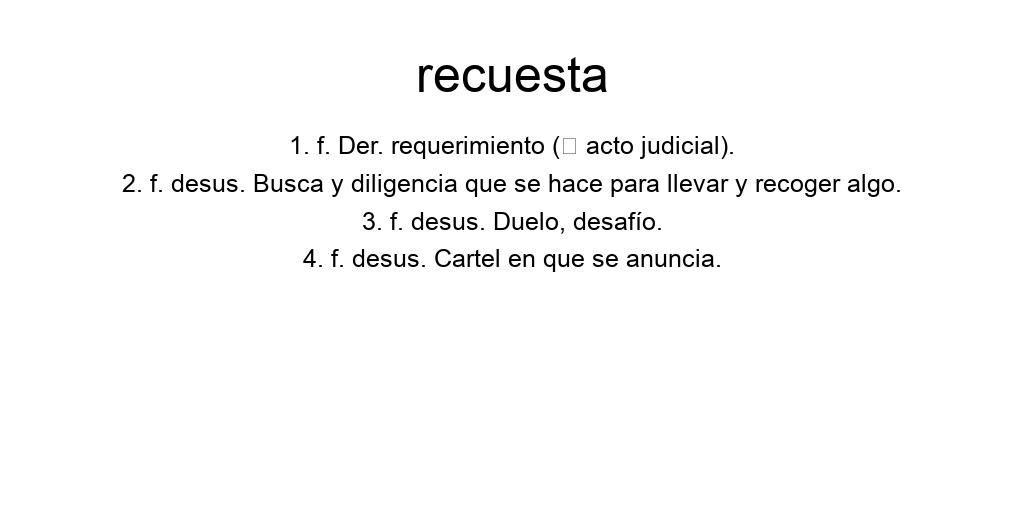 recuesta
1. f. Der. requerimiento (□ acto judicial).
2. f. desus. Busca y diligencia que se hace para llevar y recoger algo.
3. f. desus. Duelo, desafío.
4. f. desus. Cartel en que se anuncia.